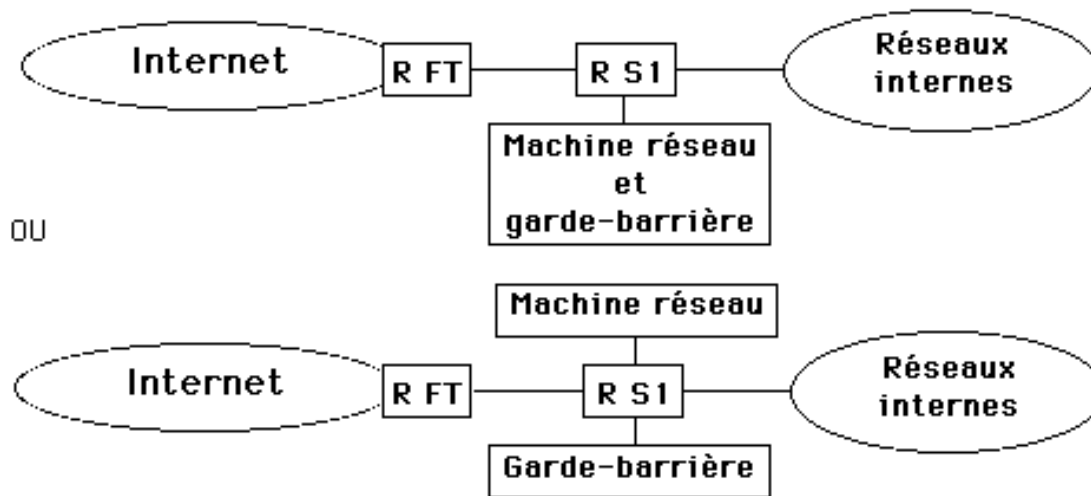 Internet
R FT
R S1
Réseaux
internes
Machine réseau
et
garde-barrière
OU
Machine réseau
Internet
R FT
R S1
Réseaux
internes
Garde-barrière